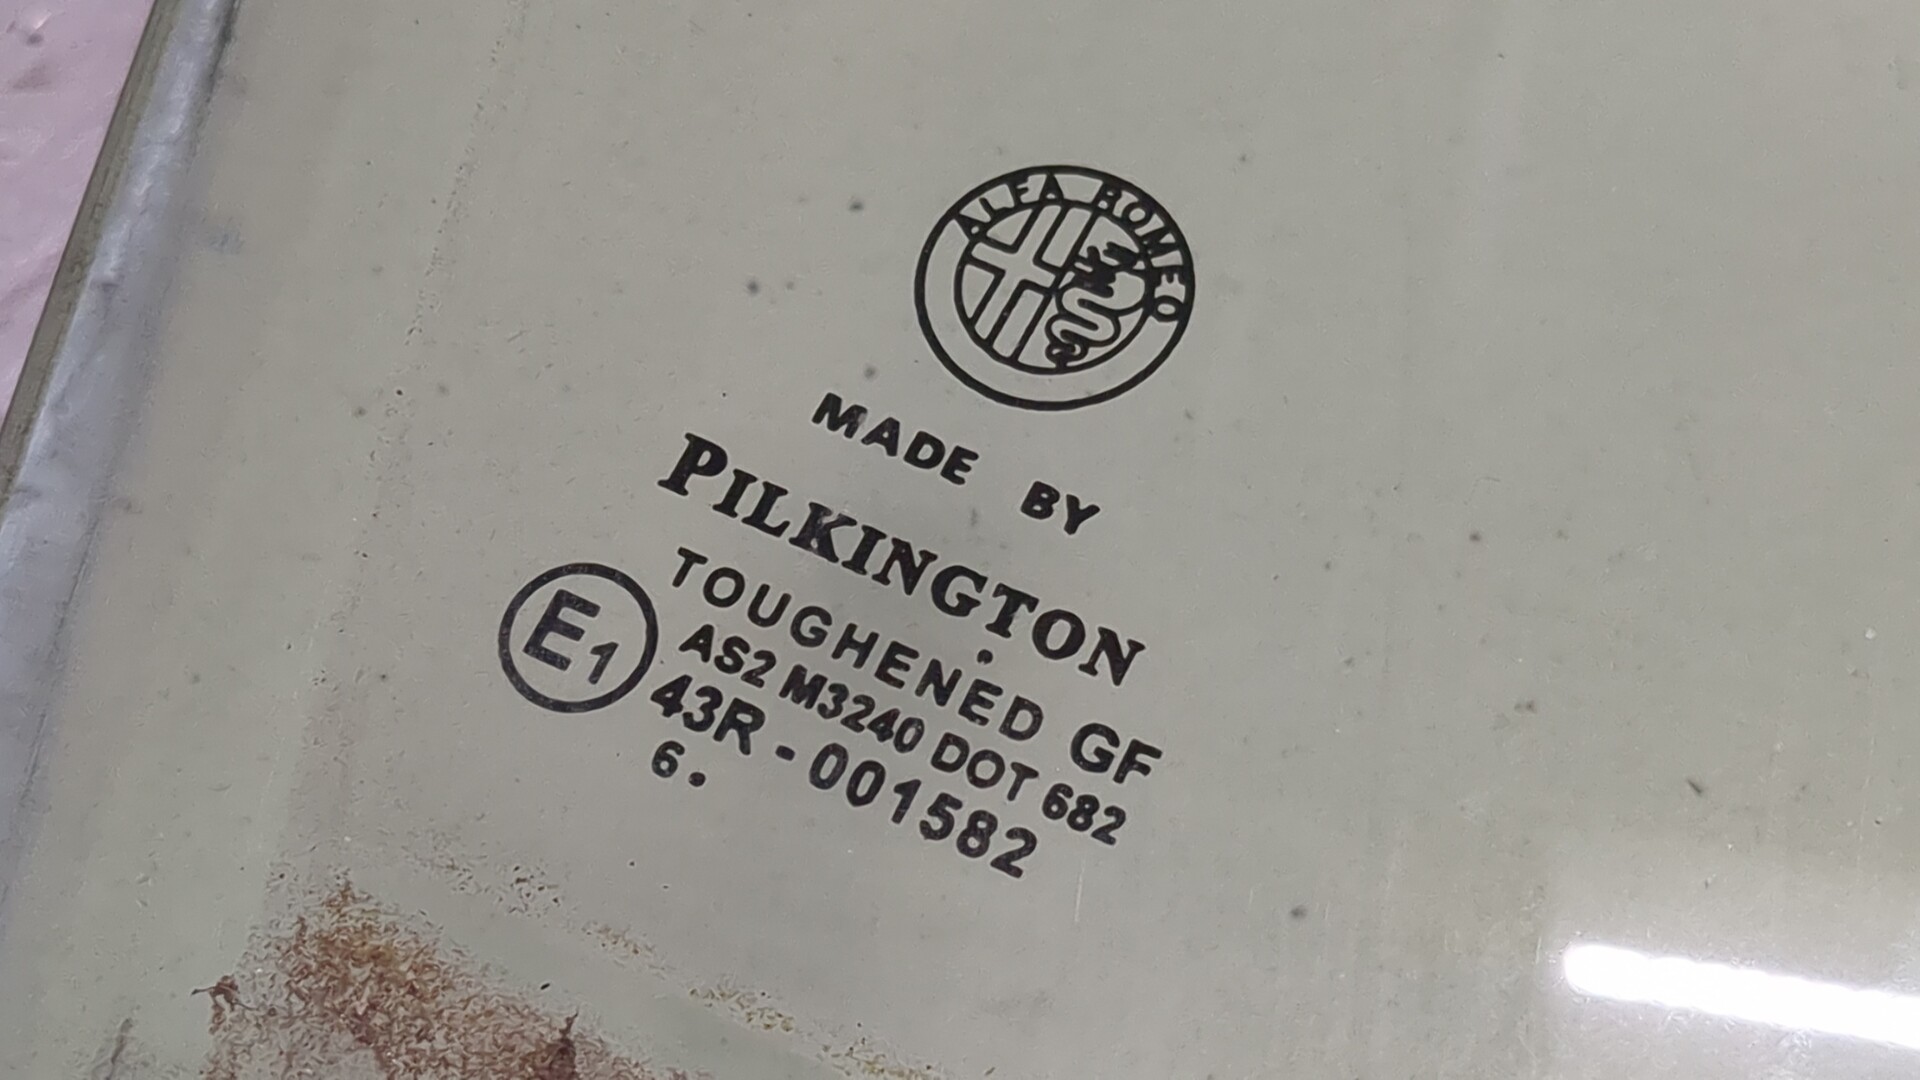 ALFA ROMEO
MADE BY
PILKINGTON
TOUGHENED GF
E1
AS2 M3240 DOT 682
43R - 001582
6.